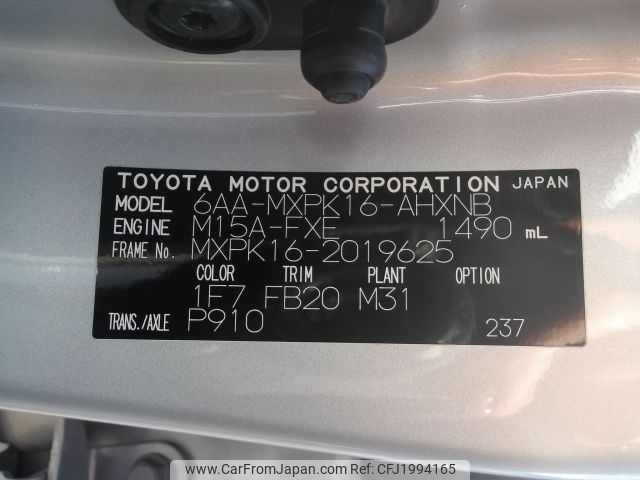 TOYOTA MOTOR CORPORATION JAPAN
MODEL 6AA-MXPK16-AHXNB
ENGINE M15A-FXE 1490 mL
FRAME No. MXPK16-2019625
COLOR TRIM PLANT OPTION
1F7 FB20 M31
TRANS./AXLE P910 237
www.CarFromJapan.com | Ref. Code: CFJ1994165